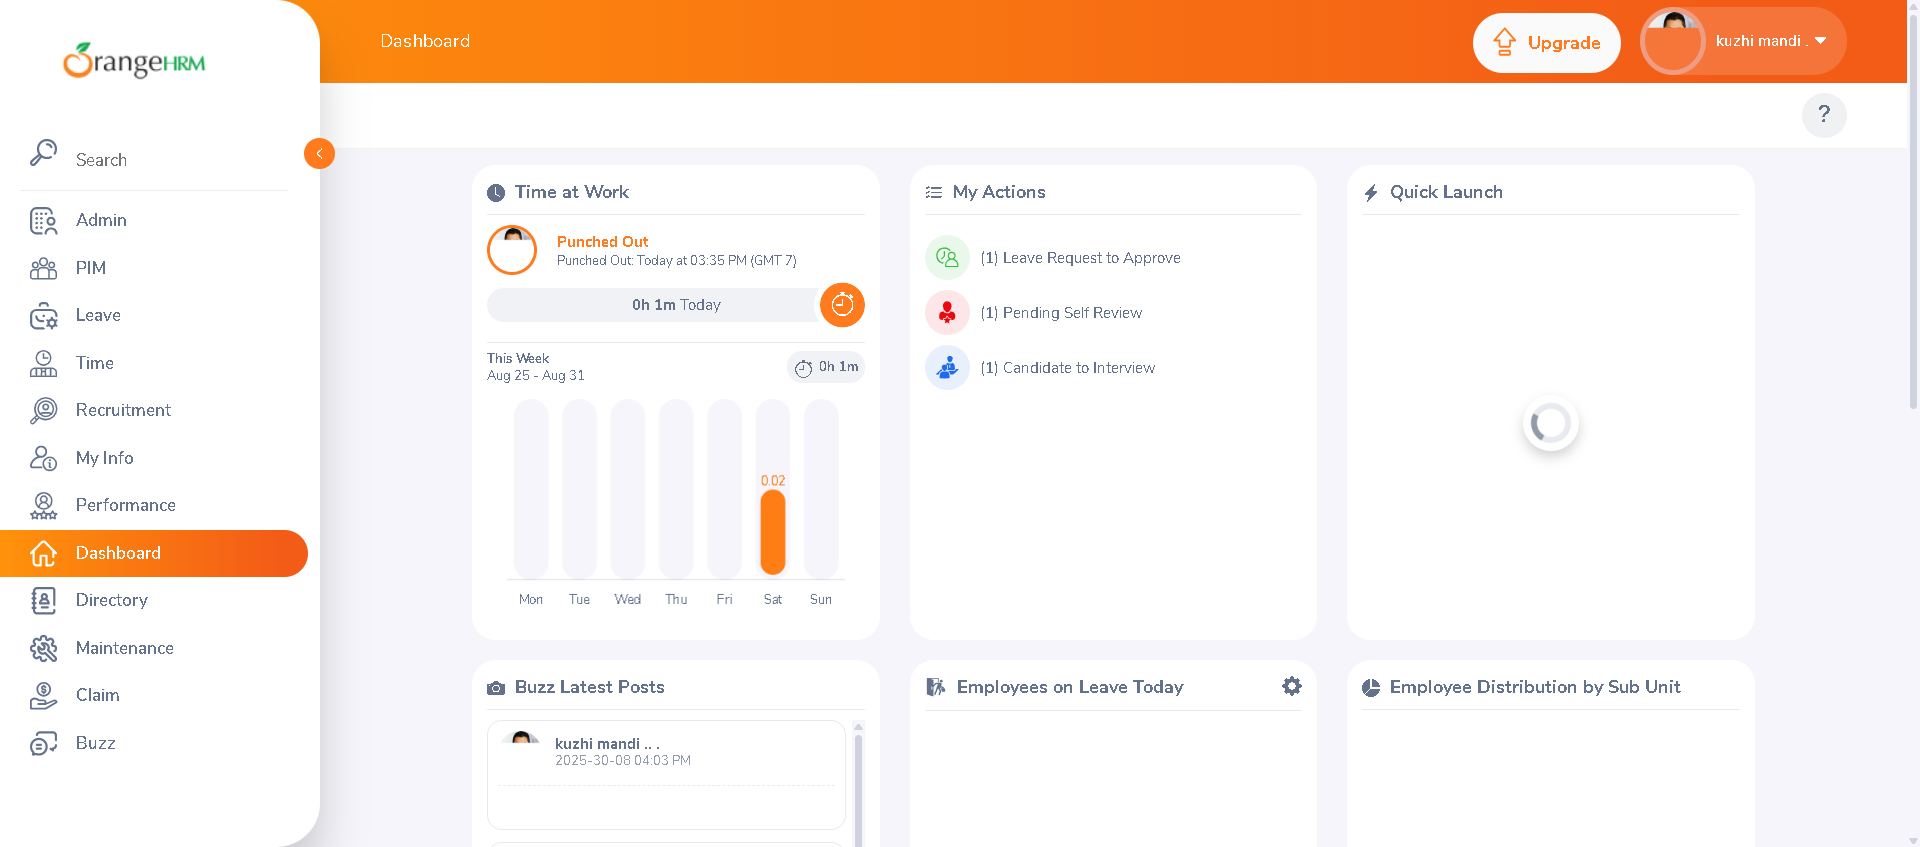 OrangeHRM
Search
Admin
PIM
Leave
Time
Recruitment
My Info
Performance
Dashboard
Directory
Maintenance
Claim
Buzz
Dashboard
Upgrade
kuzhi mandi .
?
Time at Work
Punched Out
Punched Out: Today at 03:35 PM (GMT 7)
0h 1m Today
This Week
Aug 25 - Aug 31
0h 1m
0.02
Mon Tue Wed Thu Fri Sat Sun
My Actions
(1) Leave Request to Approve
(1) Pending Self Review
(1) Candidate to Interview
Quick Launch
Buzz Latest Posts
kuzhi mandi .. .
2025-30-08 04:03 PM
Employees on Leave Today
Employee Distribution by Sub Unit